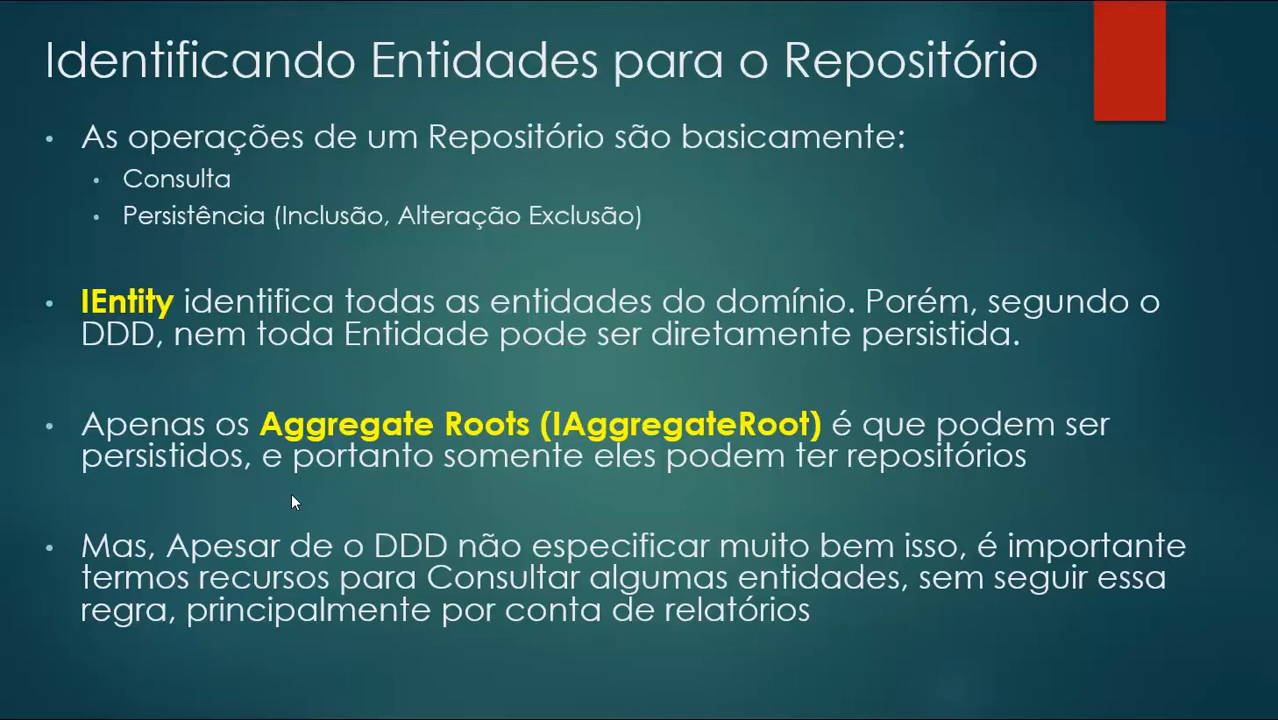 Identificando Entidades para o Repositório
• As operações de um Repositório são basicamente:
• Consulta
• Persistência (Inclusão, Alteração Exclusão)
• IEntity identifica todas as entidades do domínio. Porém, segundo o
DDD, nem toda Entidade pode ser diretamente persistida.
• Apenas os Aggregate Roots (IAggregateRoot) é que podem ser
persistidos, e portanto somente eles podem ter repositórios
• Mas, Apesar de o DDD não especificar muito bem isso, é importante
termos recursos para Consultar algumas entidades, sem seguir essa
regra, principalmente por conta de relatórios